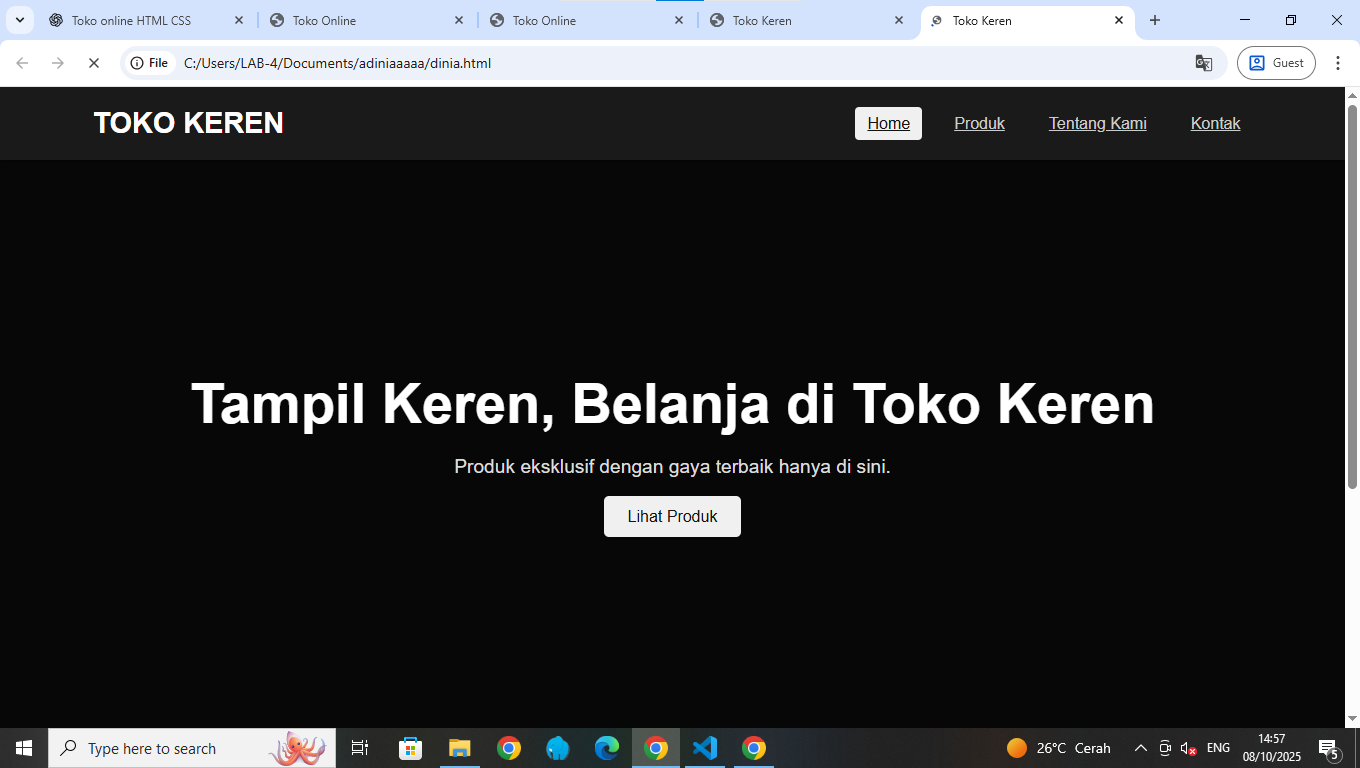 Toko online HTML CSS
Toko Online
Toko Online
Toko Keren
Toko Keren
File
C:/Users/LAB-4/Documents/adiniaaaaa/dinia.html
Guest
TOKO KEREN
Home
Produk
Tentang Kami
Kontak
Tampil Keren, Belanja di Toko Keren
Produk eksklusif dengan gaya terbaik hanya di sini.
Lihat Produk
Type here to search
26°C Cerah
ENG
14:57
08/10/2025
5